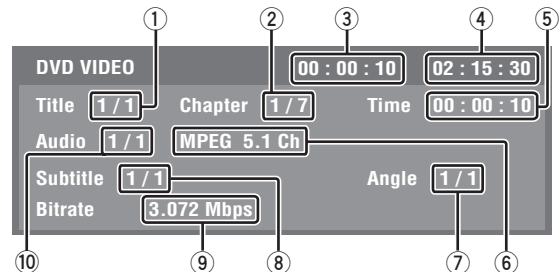 ① ② ③ ④ ⑤
DVD VIDEO 00 : 00 : 10 02 : 15 : 30
Title 1 / 1 Chapter 1 / 7 Time 00 : 00 : 10
Audio 1 / 1 MPEG 5.1 Ch
Subtitle 1 / 1 Angle 1 / 1
Bitrate 3.072 Mbps
⑩ ⑨ ⑧ ⑦ ⑥